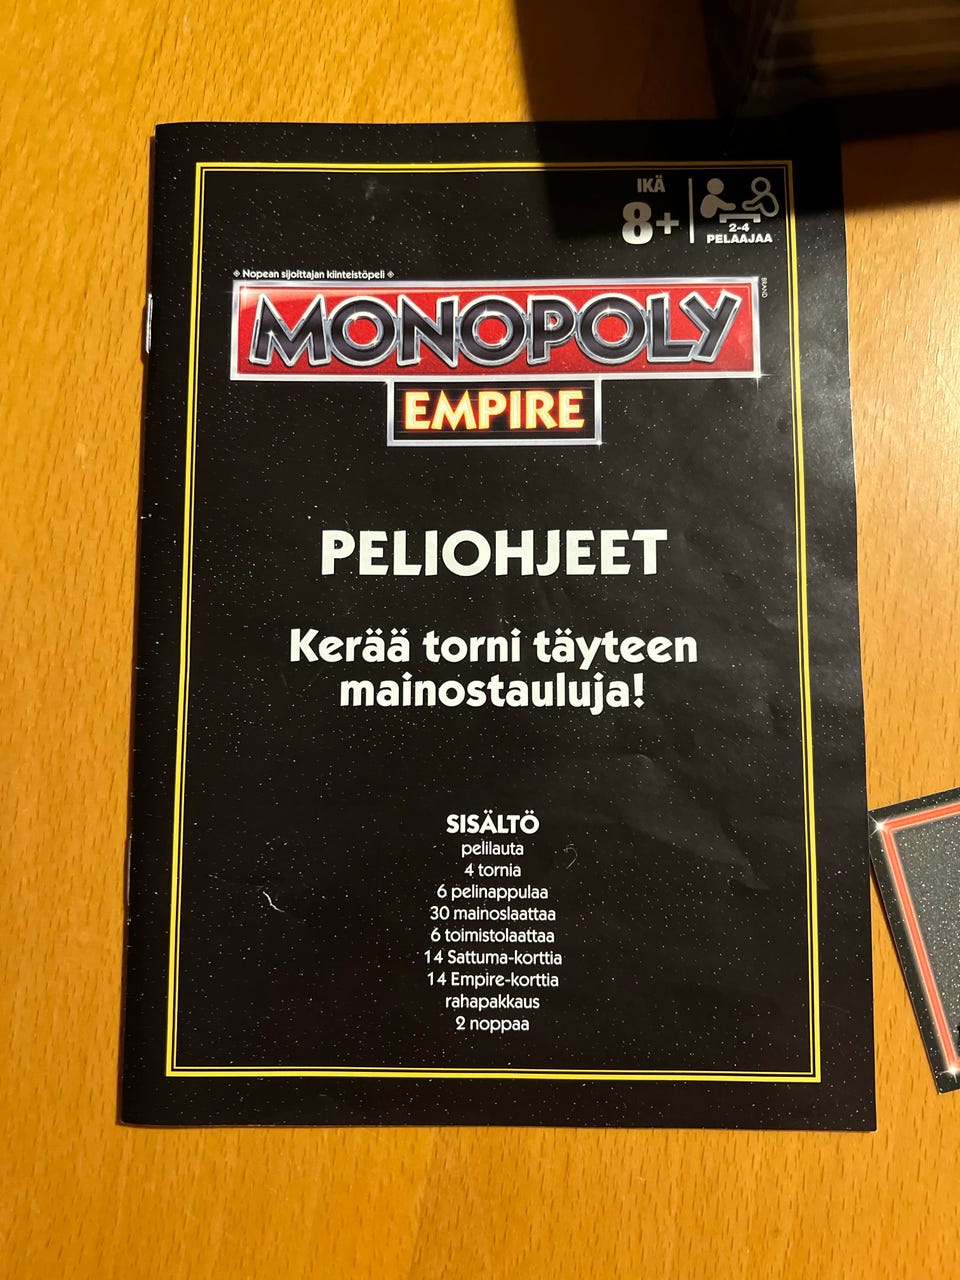 IKÄ
8+
2-4
PELAAJAA
Nopean sijoittajan kiinteistöpeli
BRAND
MONOPOLY
EMPIRE
PELIOHJEET
Kerää torni täyteen
mainostauluja!
SISÄLTÖ
pelilauta
4 tornia
6 pelinappulaa
30 mainoslaattaa
6 toimistolaattaa
14 Sattuma-korttia
14 Empire-korttia
rahapakkaus
2 noppaa